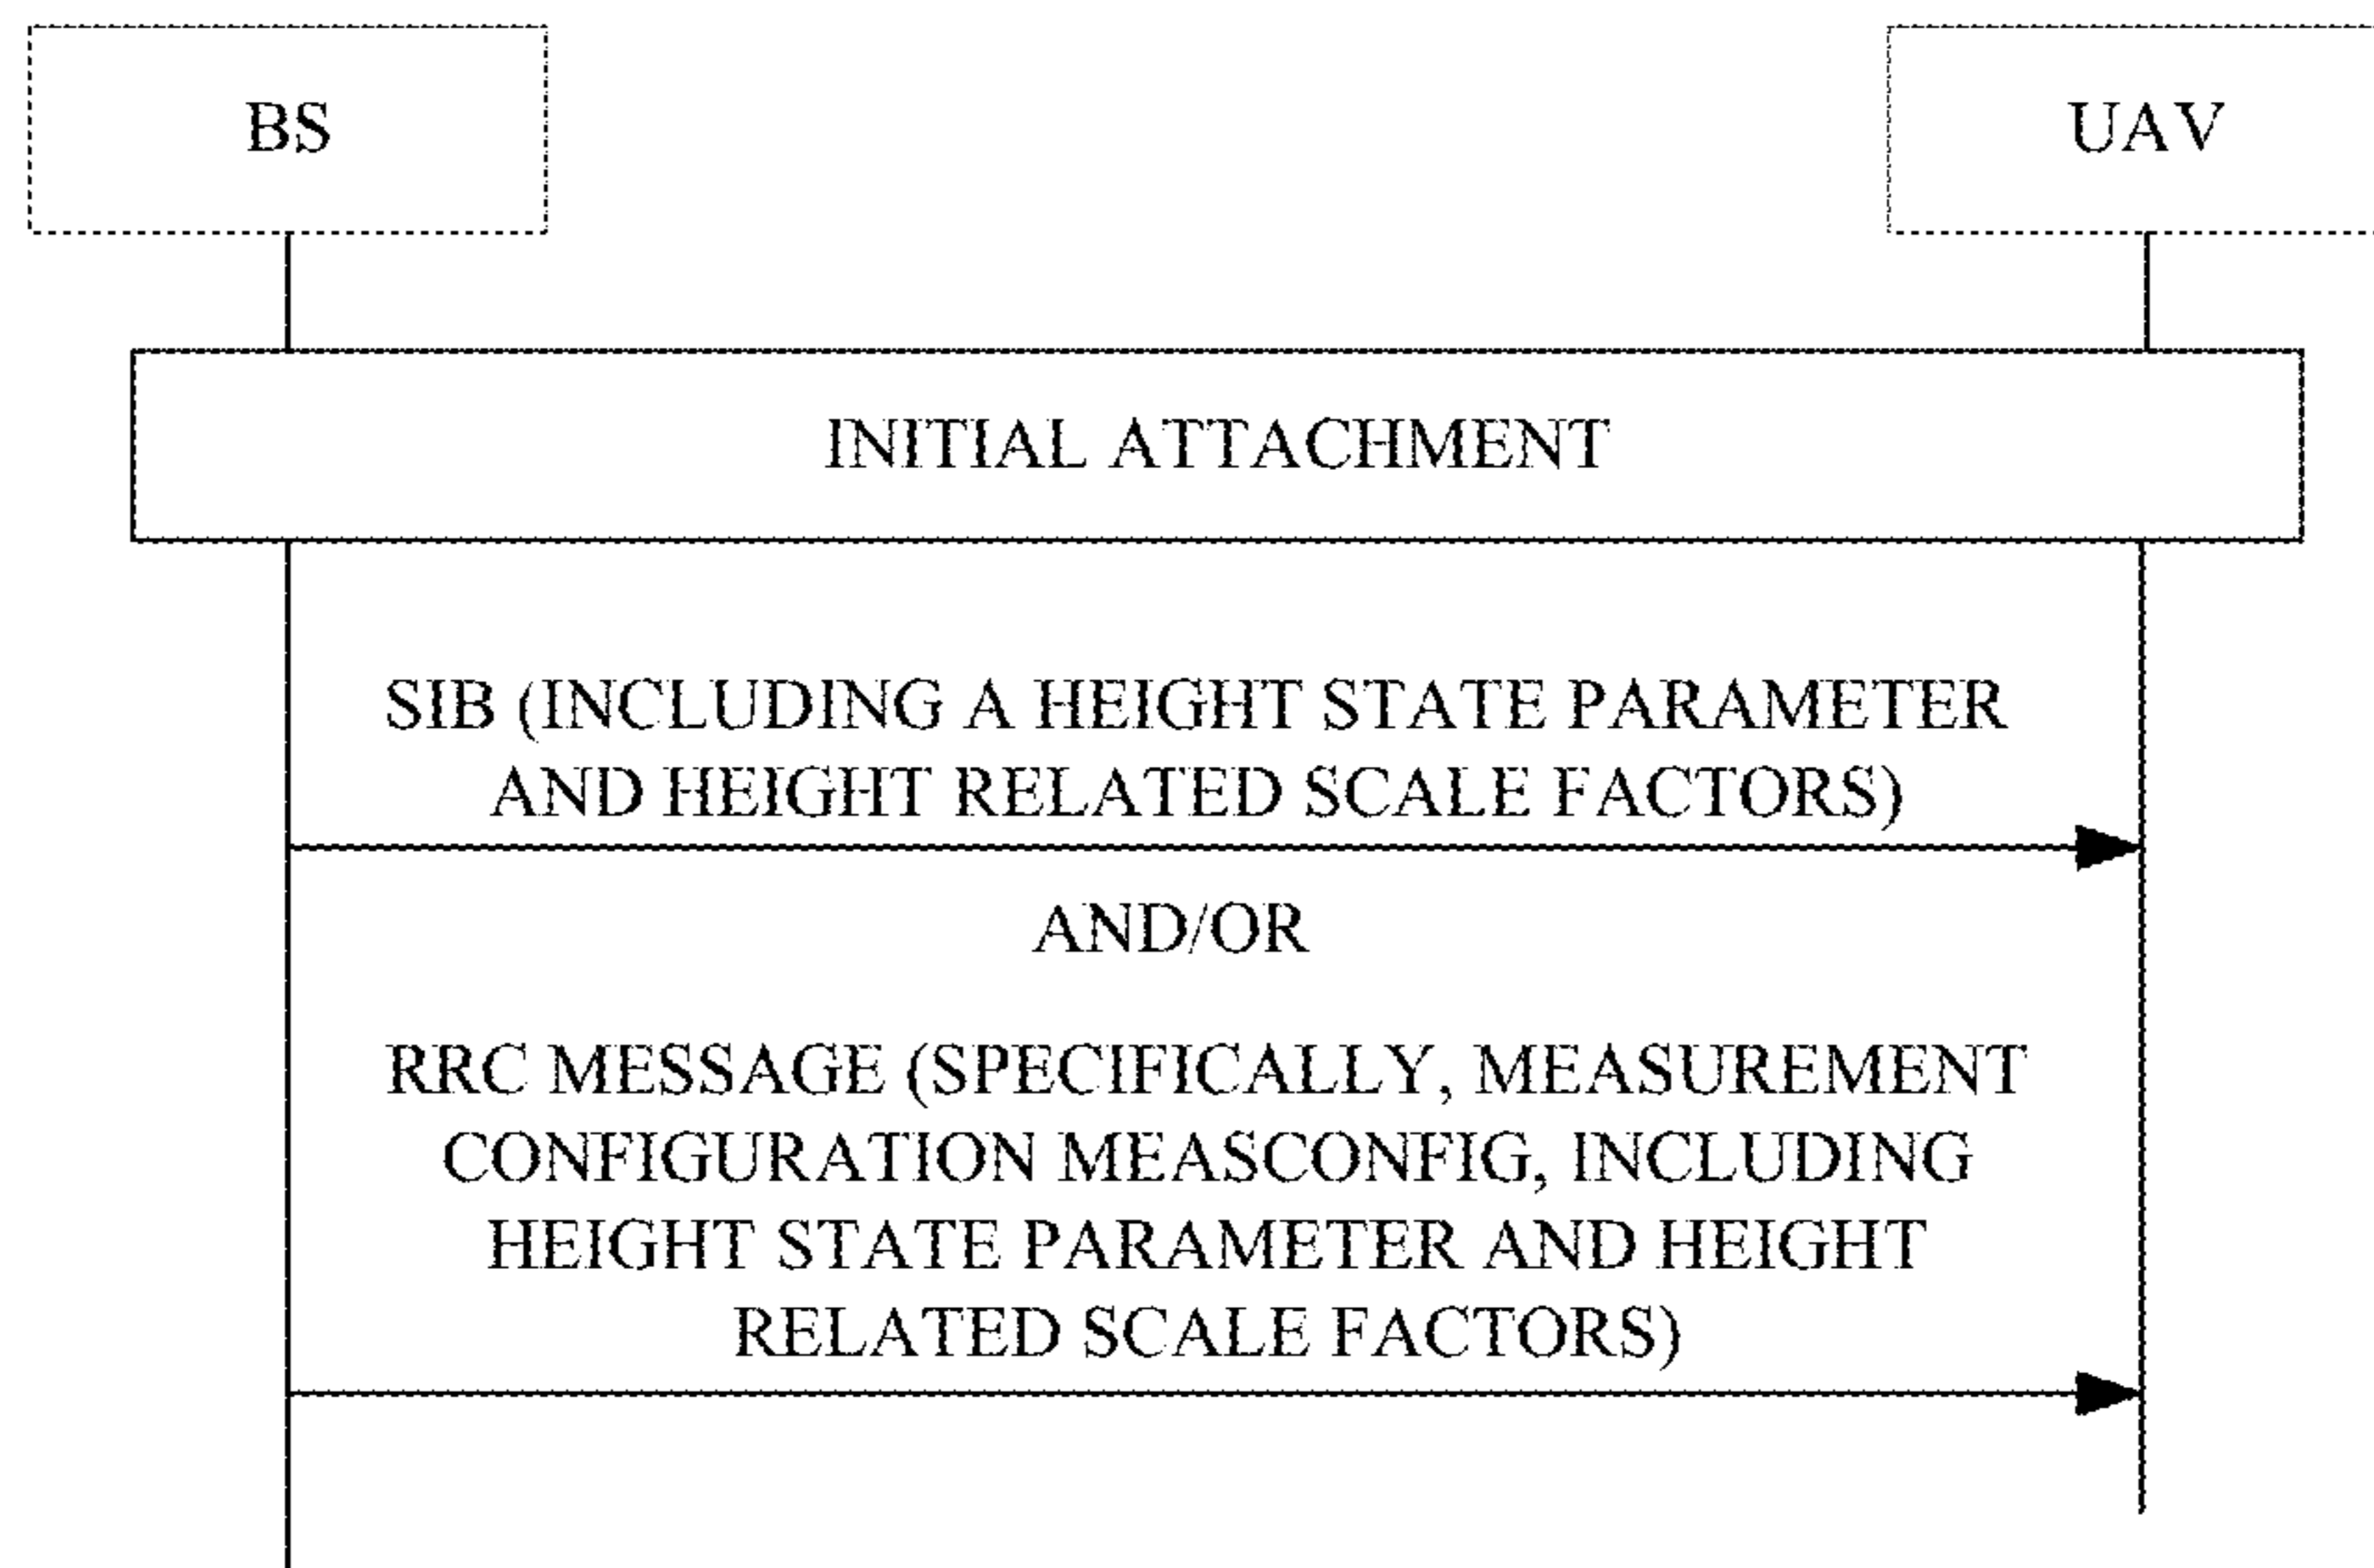 BS
UAV
INITIAL ATTACHMENT
SIB (INCLUDING A HEIGHT STATE PARAMETER
AND HEIGHT RELATED SCALE FACTORS)
AND/OR
RRC MESSAGE (SPECIFICALLY, MEASUREMENT
CONFIGURATION MEASCONFIG, INCLUDING
HEIGHT STATE PARAMETER AND HEIGHT
RELATED SCALE FACTORS)